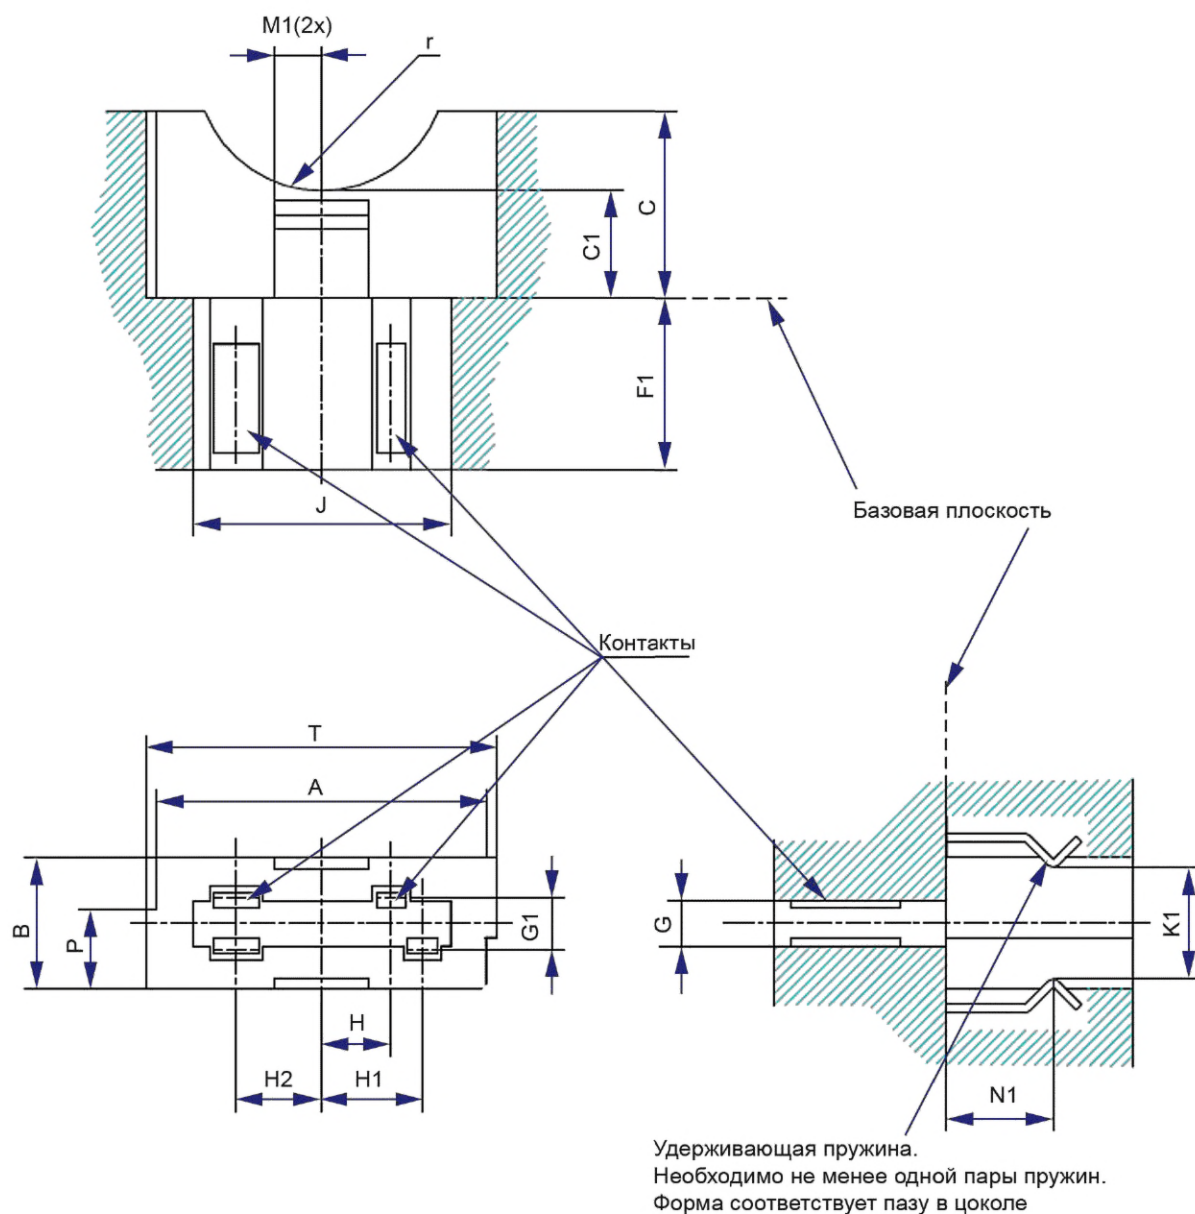 M1(2x)
r
C
C1
F1
J
Базовая плоскость
Контакты
T
A
B
P
G1
G
K1
H
H2
H1
N1
Удерживающая пружина.
Необходимо не менее одной пары пружин.
Форма соответствует пазу в цоколе